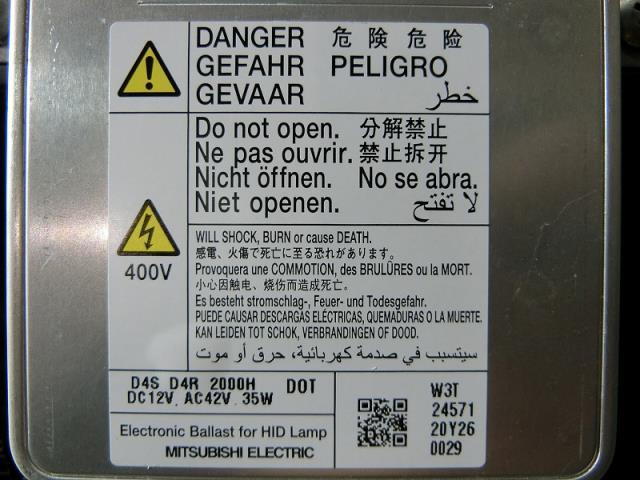 DANGER 危険 危险
GEFAHR PELIGRO
GEVAAR خطر
Do not open. 分解禁止
Ne pas ouvrir. 禁止拆开
Nicht öffnen. No se abra.
Niet openen. لا تفتح
400V
WILL SHOCK, BURN or cause DEATH.
感電、火傷で死亡に至る恐れがあります。
Provoquera une COMMOTION, des BRULÛRES ou la MORT.
小心因触电、烧伤而造成死亡。
Es besteht stromschlag-, Feuer- und Todesgefahr.
PUEDE CAUSAR DESCARGAS ELÉCTRICAS, QUEMADURAS O LA MUERTE.
KAN LEIDEN TOT SCHOK, VERBRANDINGEN OF DOOD.
سيتسبب في صدمة كهربائية، حرق أو موت
D4S D4R 2000H DOT
DC12V, AC42V 35W
Electronic Ballast for HID Lamp
MITSUBISHI ELECTRIC
W3T
24571
20Y26
0029